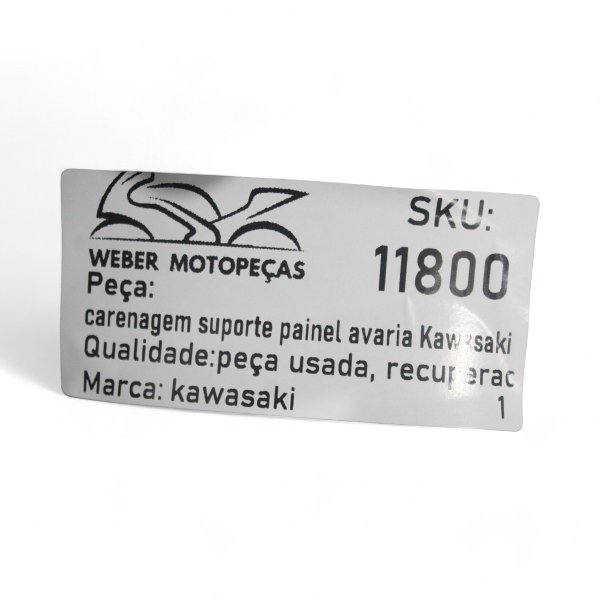 SKU:
WEBER MOTOPEÇAS
11800
Peça:
carenagem suporte painel avaria Kawasaki
Qualidade:peça usada, recuperac
Marca: kawasaki
1